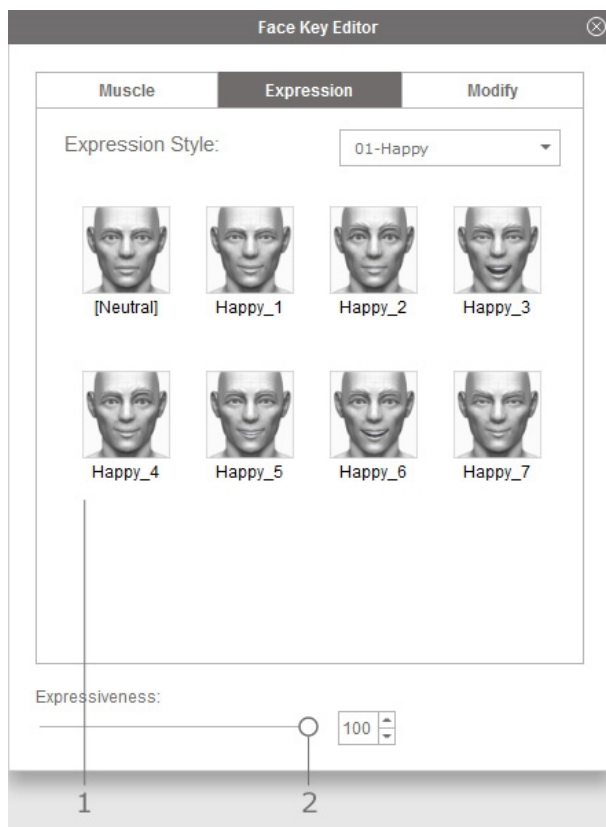 Face Key Editor
Muscle Expression Modify
Expression Style: 01-Happy
[Neutral] Happy_1 Happy_2 Happy_3
Happy_4 Happy_5 Happy_6 Happy_7
Expressiveness:
100
1 2